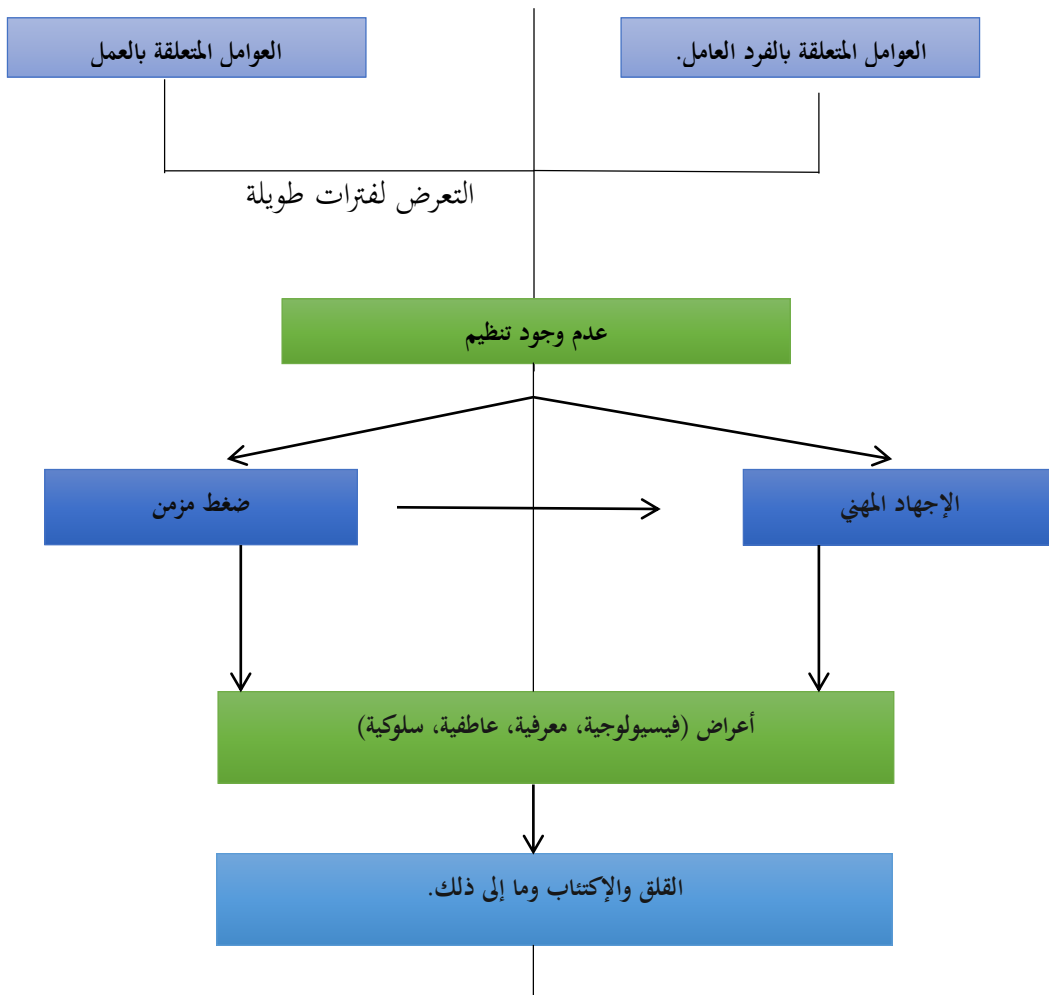 العوامل المتعلقة بالفرد العامل.
العوامل المتعلقة بالعمل
التعرض لفترات طويلة
عدم وجود تنظيم
الإجهاد المهني
ضغط مزمن
أعراض (فيسيولوجية، معرفية، عاطفية، سلوكية)
القلق والإكتئاب وما إلى ذلك.